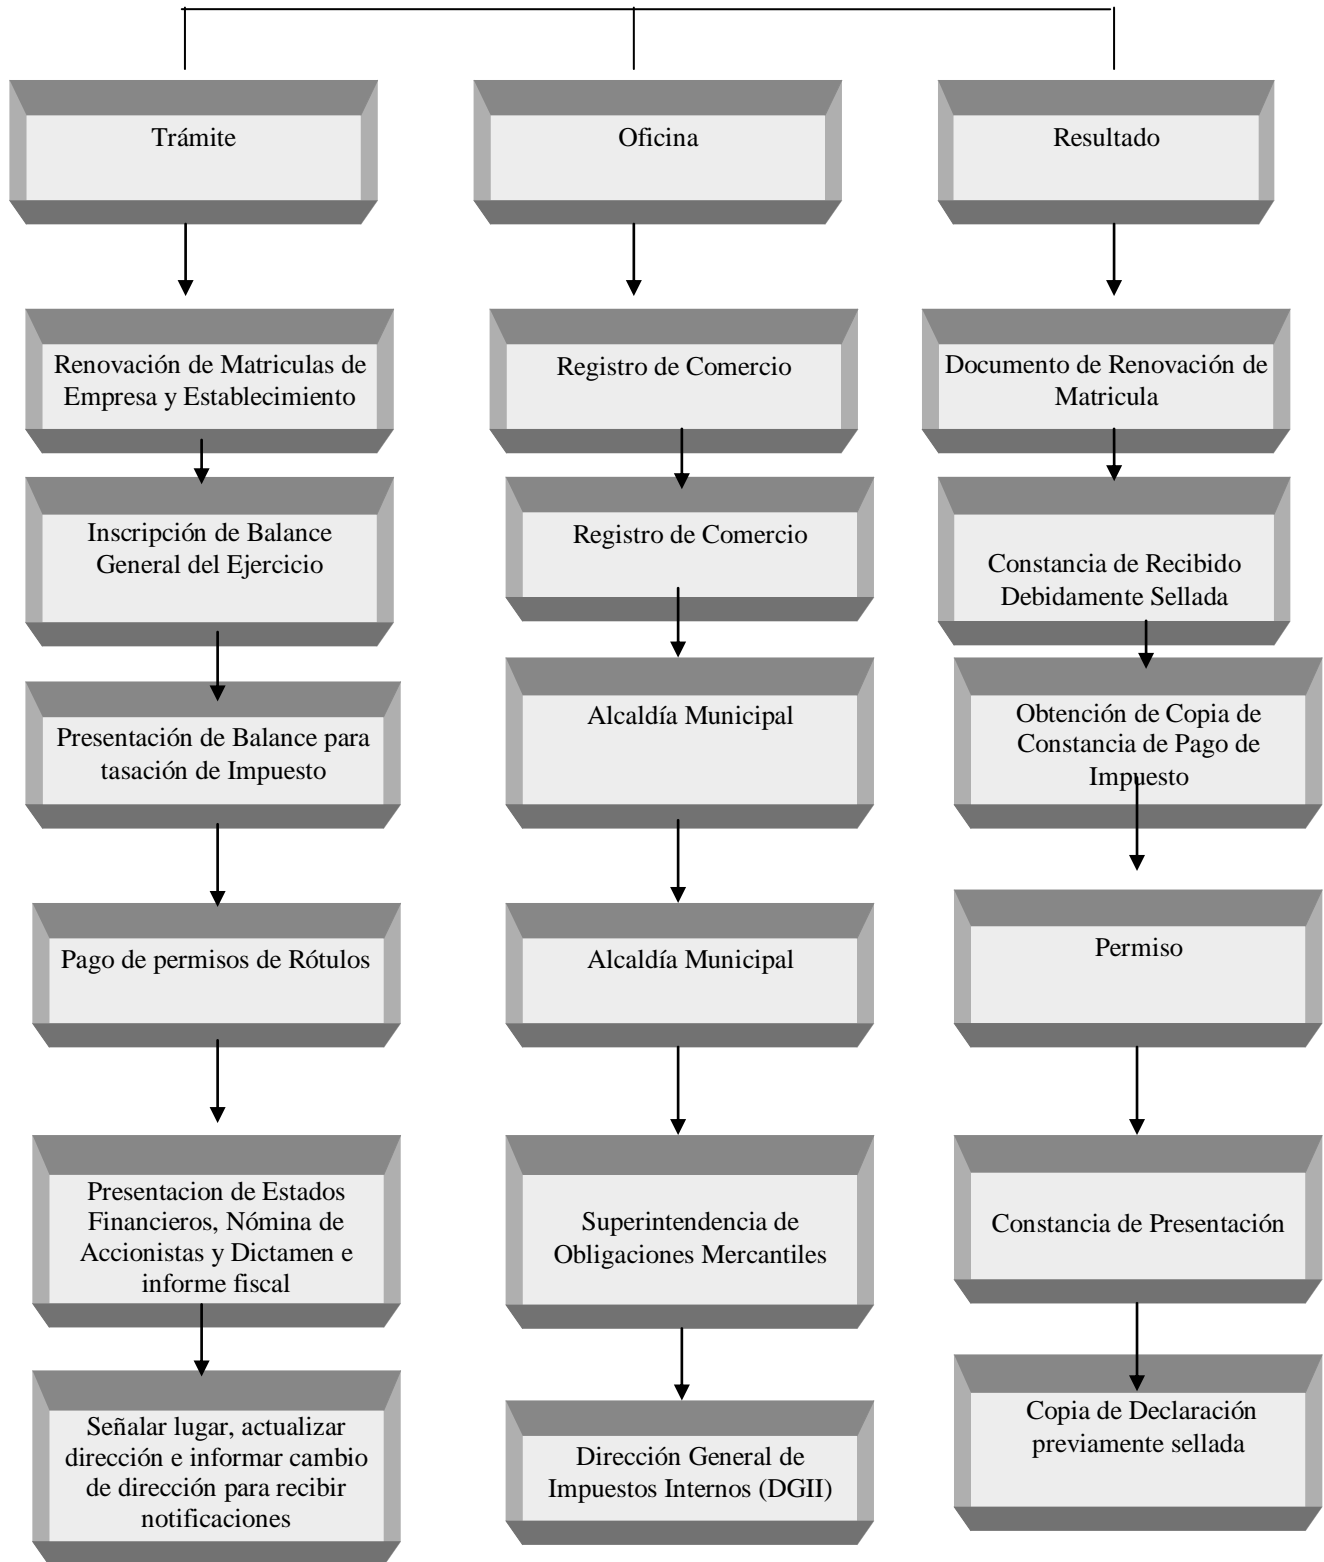 Trámite
Oficina
Resultado
Renovación de Matriculas de
Empresa y Establecimiento
Registro de Comercio
Documento de Renovación de
Matricula
Inscripción de Balance
General del Ejercicio
Registro de Comercio
Constancia de Recibido
Debidamente Sellada
Presentación de Balance para
tasación de Impuesto
Alcaldía Municipal
Obtención de Copia de
Constancia de Pago de
Impuesto
Pago de permisos de Rótulos
Alcaldía Municipal
Permiso
Presentacion de Estados
Financieros, Nómina de
Accionistas y Dictamen e
informe fiscal
Superintendencia de
Obligaciones Mercantiles
Constancia de Presentación
Señalar lugar, actualizar
dirección e informar cambio
de dirección para recibir
notificaciones
Dirección General de
Impuestos Internos (DGII)
Copia de Declaración
previamente sellada